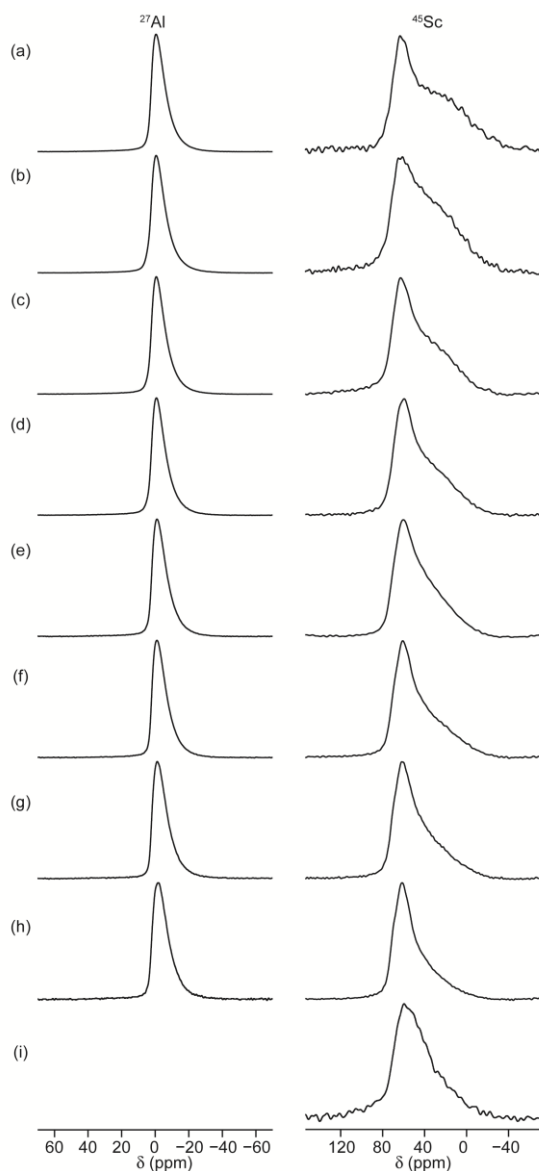 ²⁷Al ⁴⁵Sc
(a)
(b)
(c)
(d)
(e)
(f)
(g)
(h)
(i)
60 40 20 0 −20 −40 −60 120 80 40 0 −40
δ (ppm) δ (ppm)